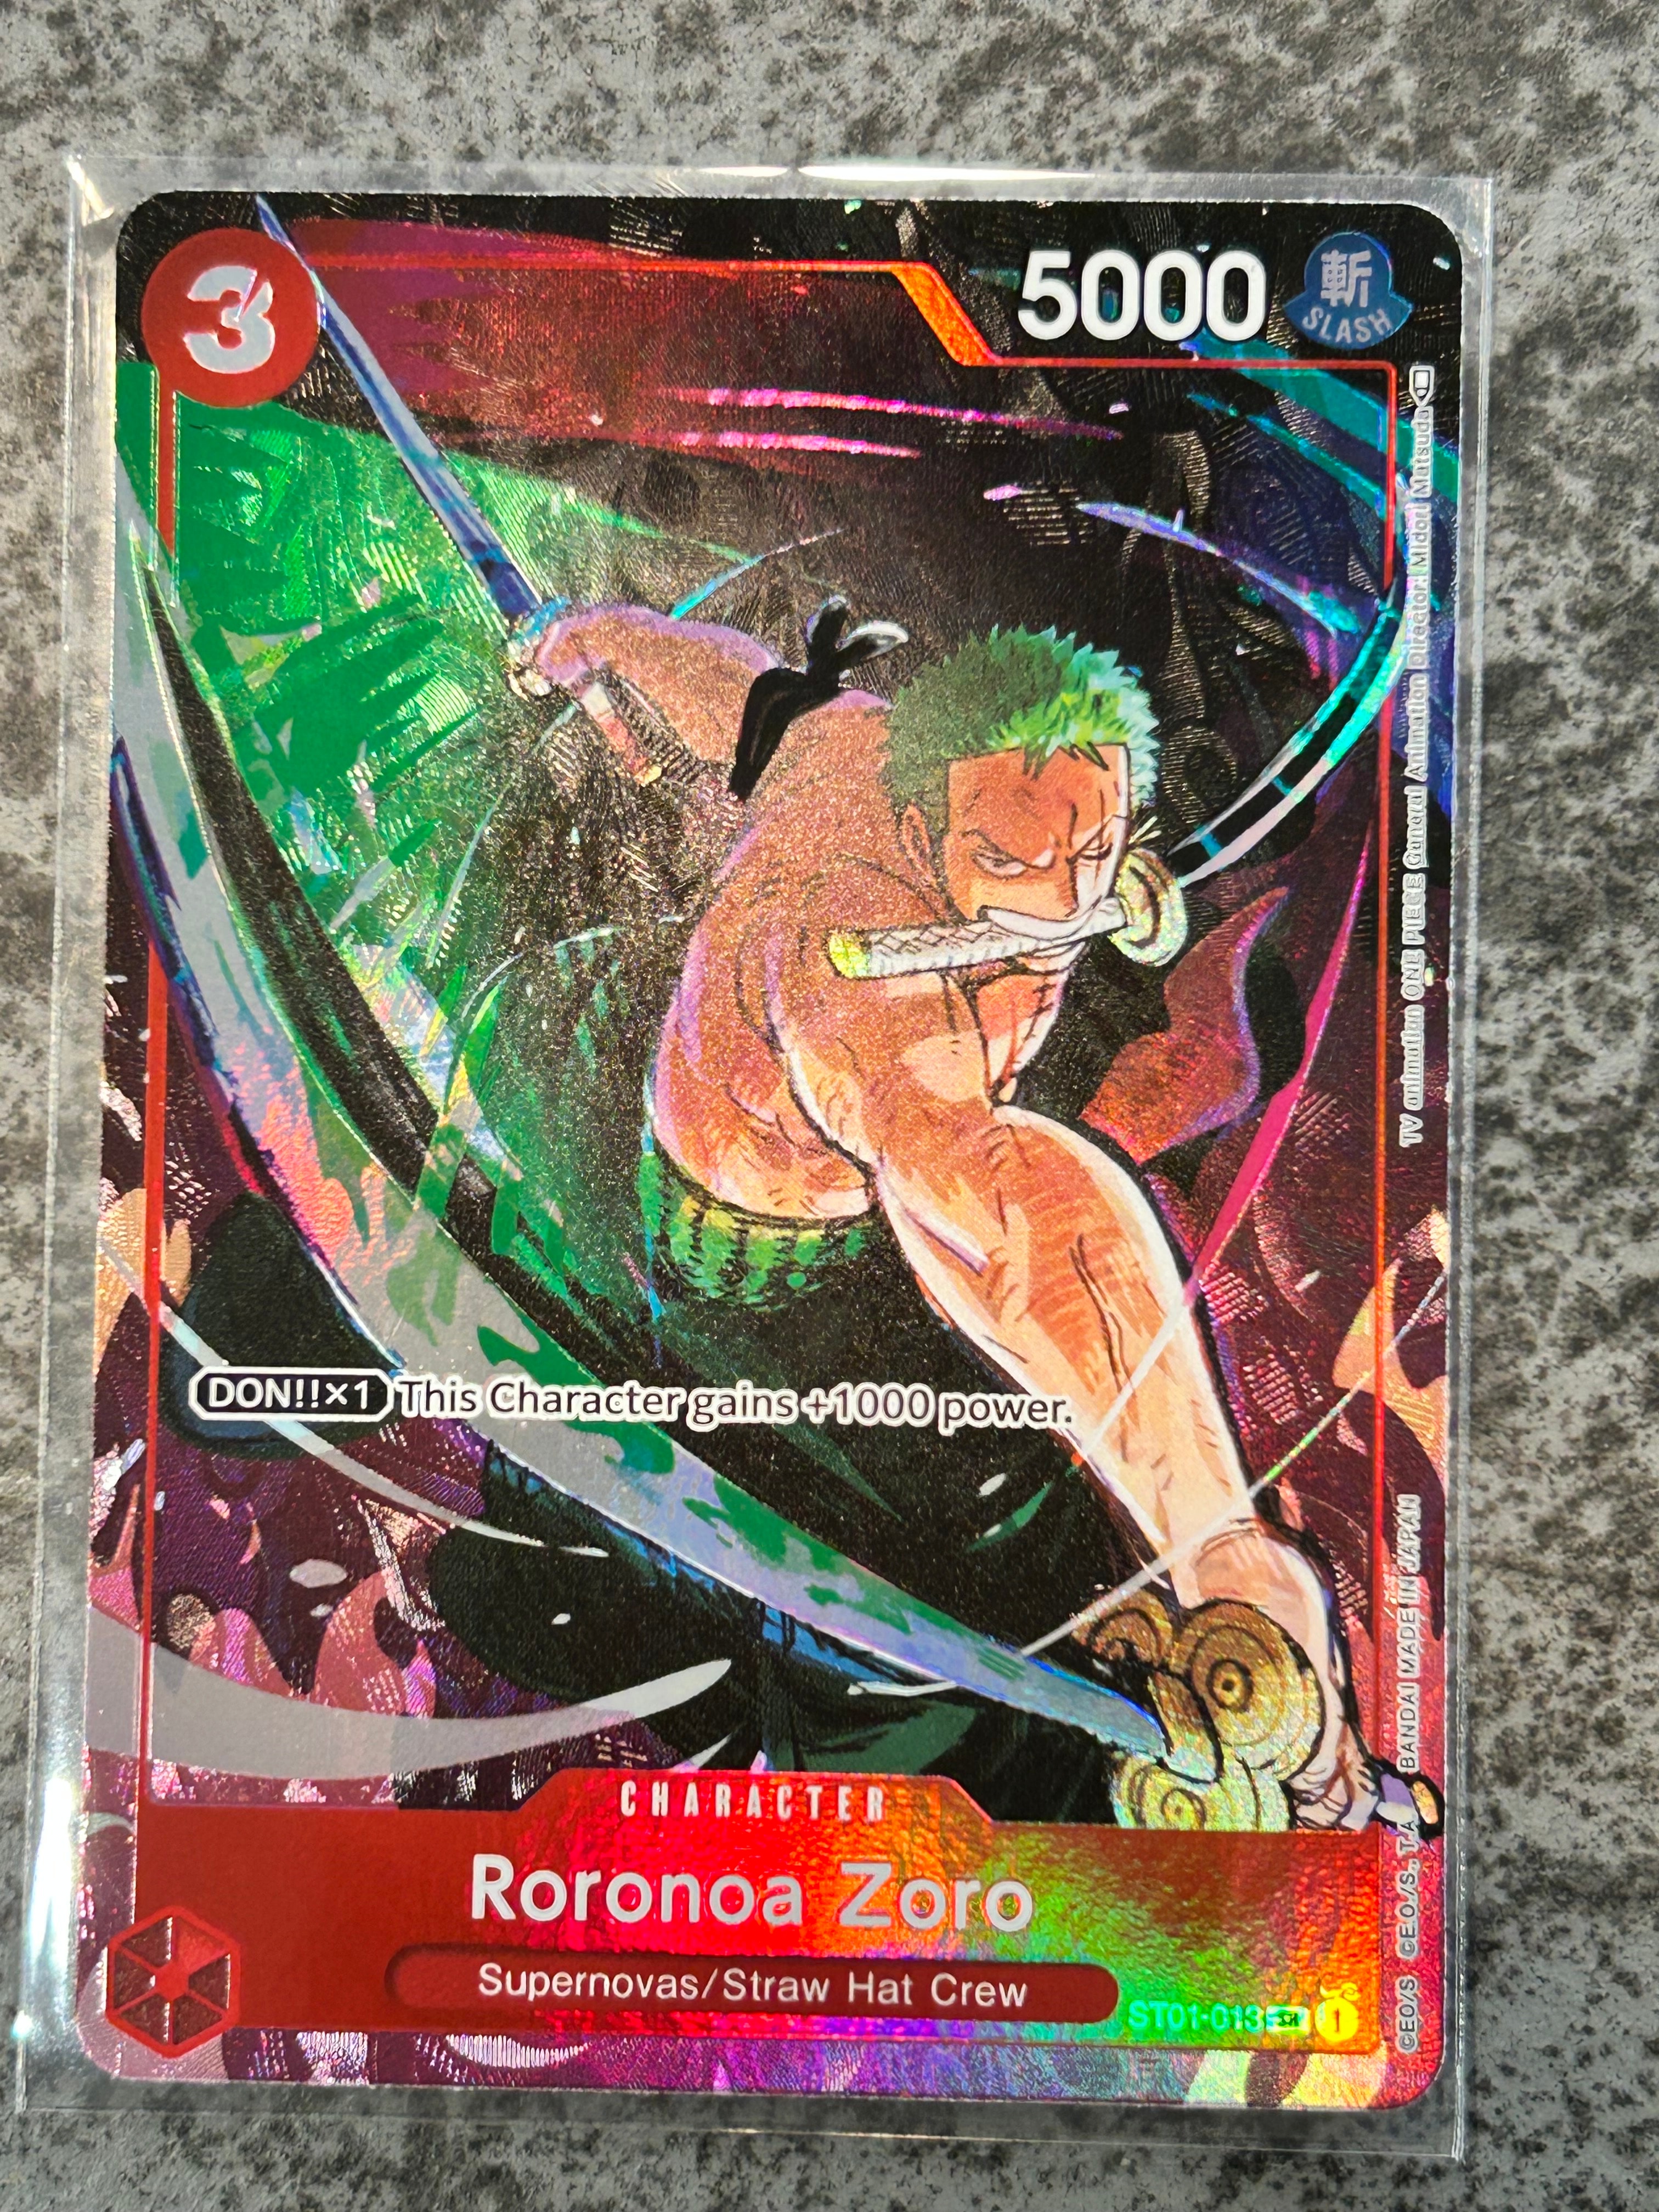 3
5000
斬
SLASH
TV animation ONE PIECE General Animation Director: Midori Matsuda
DON!!×1 This Character gains +1000 power.
CHARACTER
Roronoa Zoro
Supernovas/Straw Hat Crew
ST01-013 SR 1
©EO/S ©E.O./S.,T.A. BANDAI MADE IN JAPAN